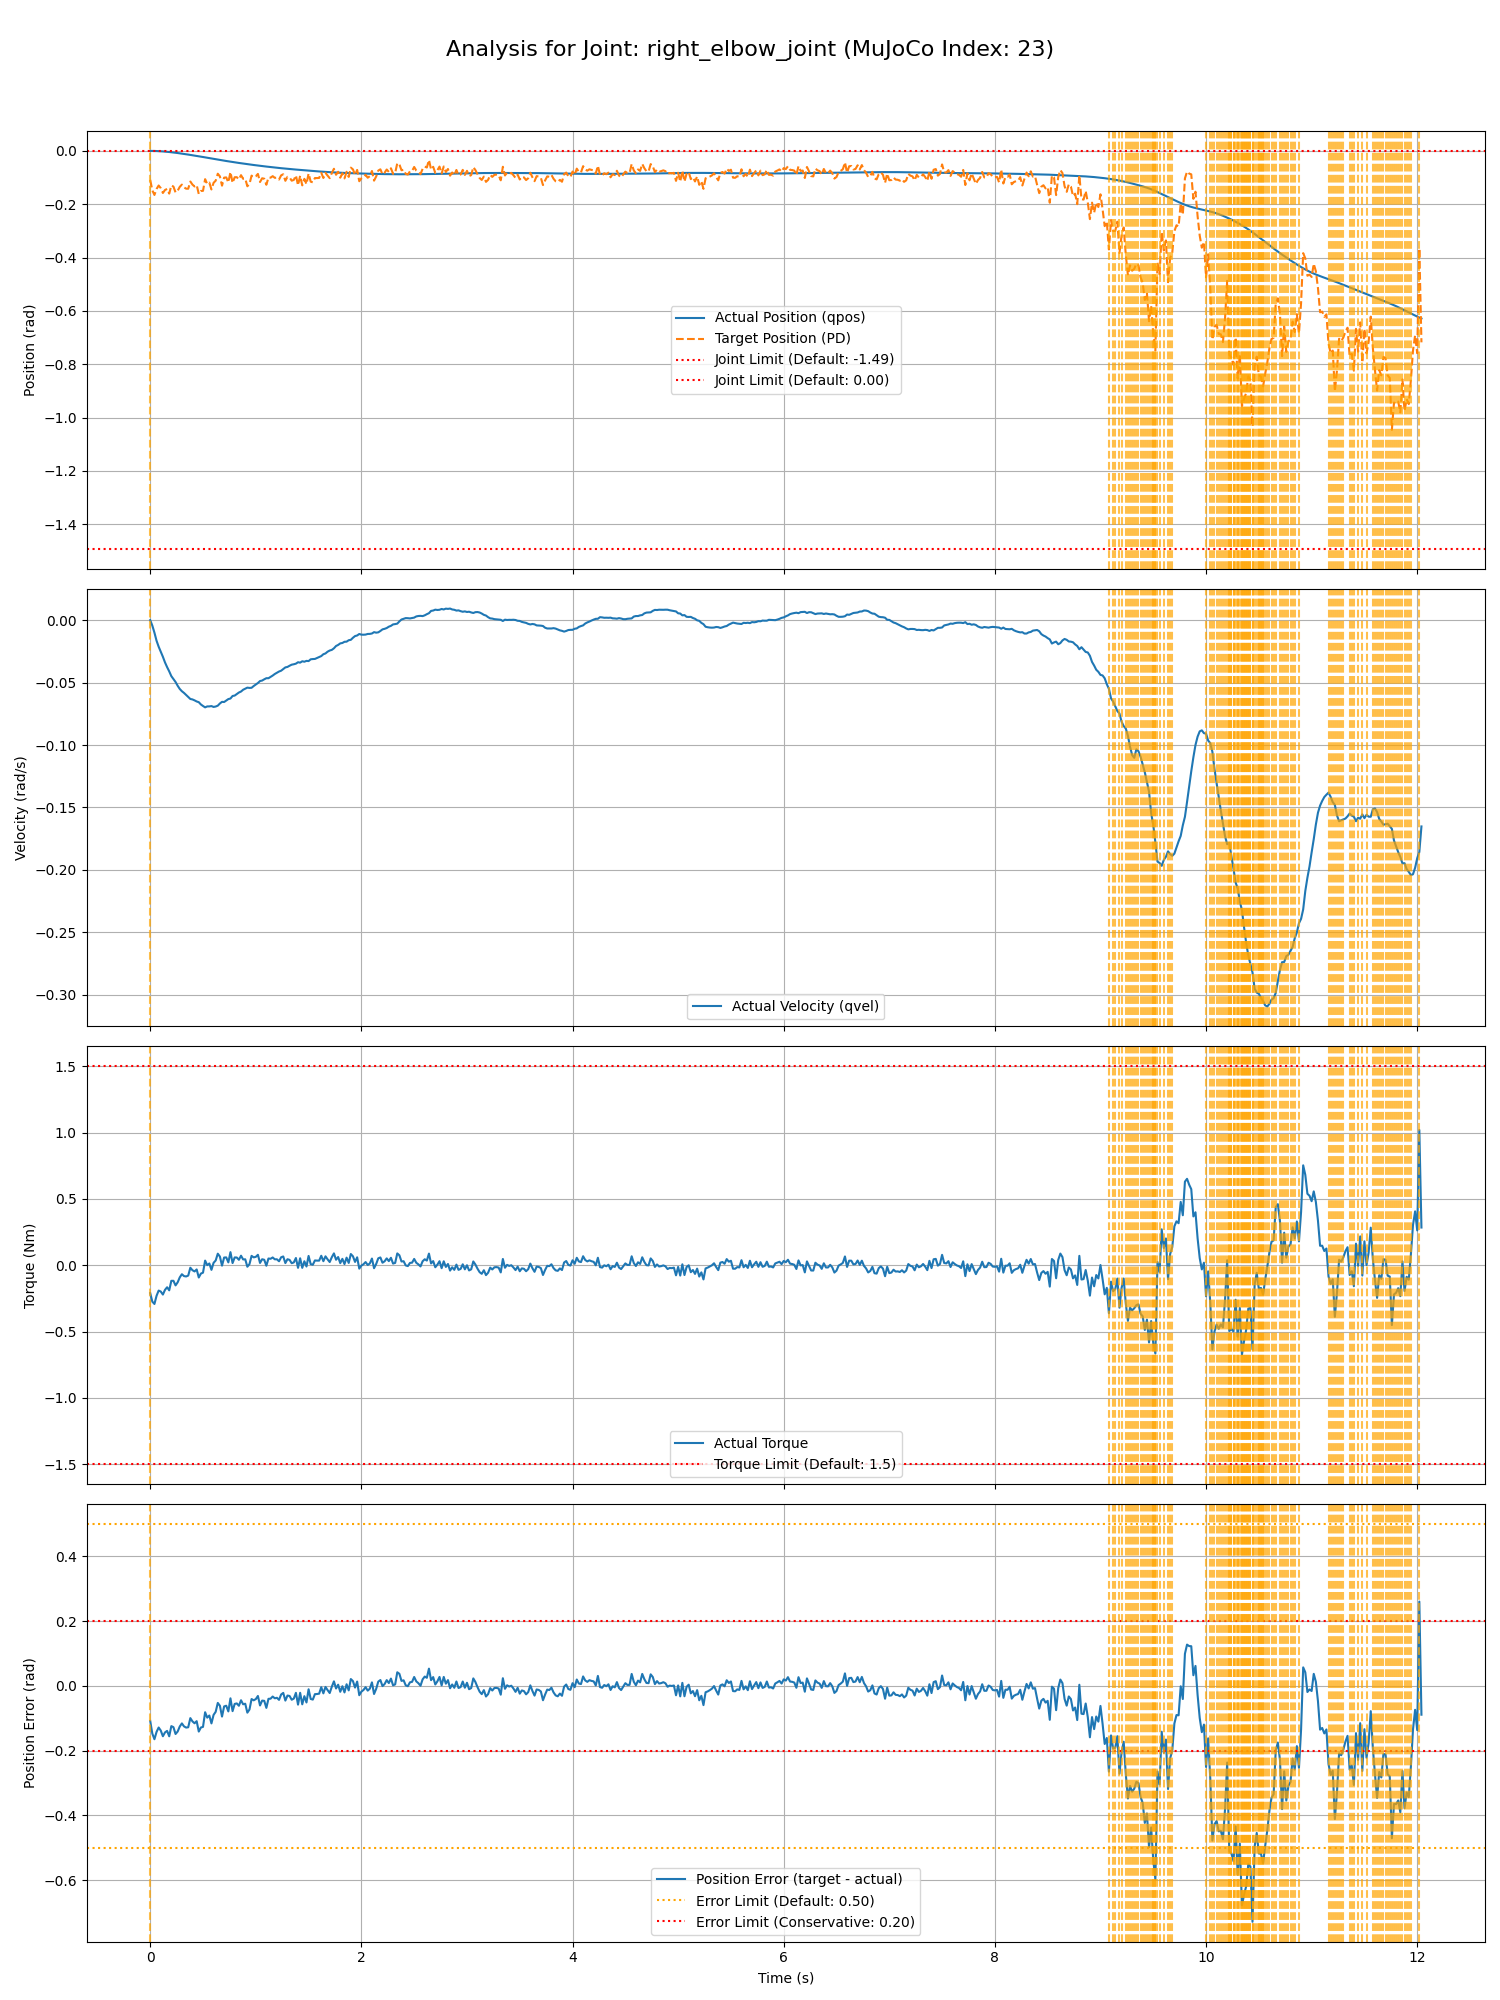 Analysis for Joint: right_elbow_joint (MuJoCo Index: 23)
0.0
−0.2
−0.4
−0.6
−0.8
−1.0
−1.2
−1.4
Position (rad)
Actual Position (qpos)
Target Position (PD)
Joint Limit (Default: -1.49)
Joint Limit (Default: 0.00)
0.00
−0.05
−0.10
−0.15
−0.20
−0.25
−0.30
Velocity (rad/s)
Actual Velocity (qvel)
1.5
1.0
0.5
0.0
−0.5
−1.0
−1.5
Torque (Nm)
Actual Torque
Torque Limit (Default: 1.5)
0.4
0.2
0.0
−0.2
−0.4
−0.6
Position Error (rad)
Position Error (target - actual)
Error Limit (Default: 0.50)
Error Limit (Conservative: 0.20)
0 2 4 6 8 10 12
Time (s)